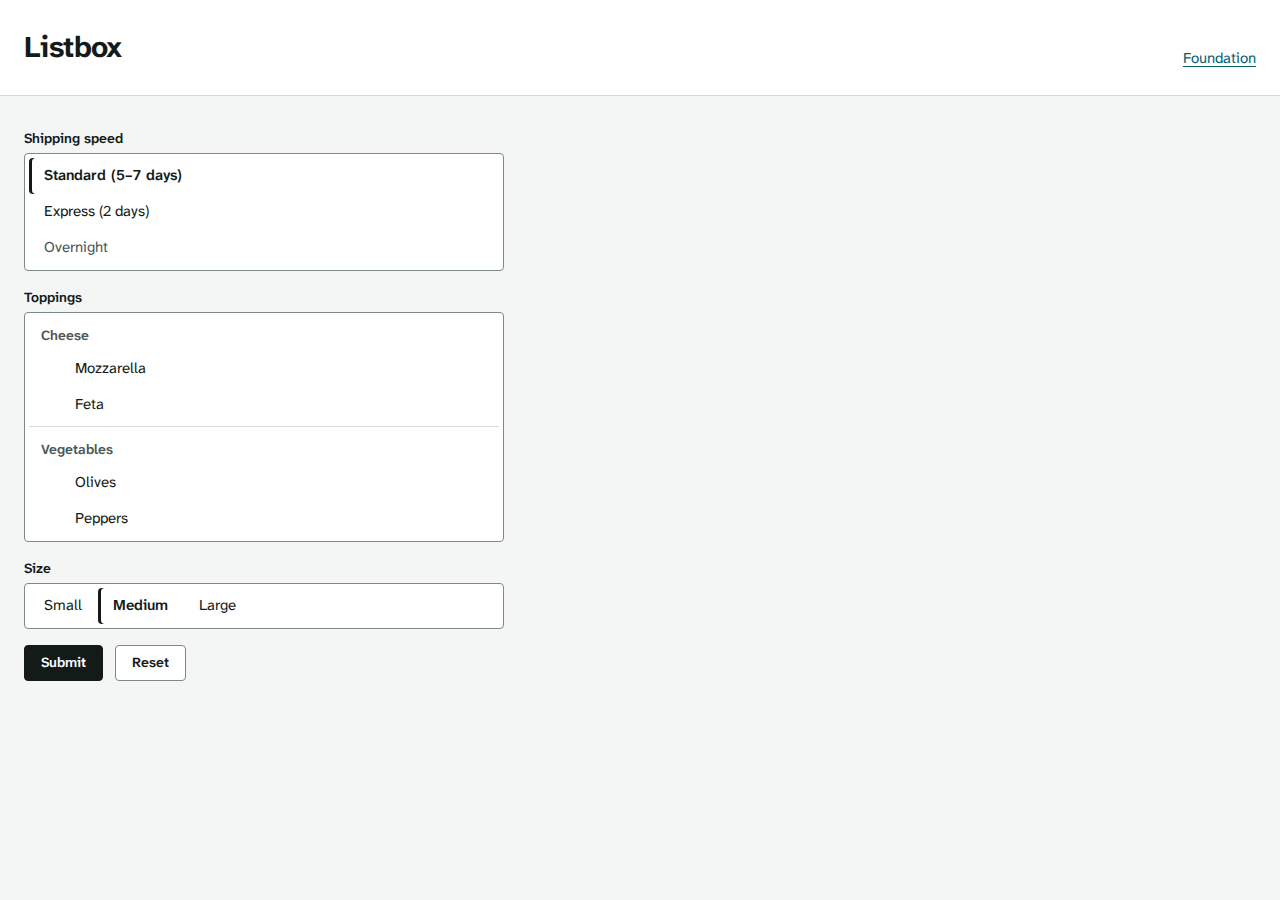 Listbox
Foundation
Shipping speed
Standard (5–7 days)
Express (2 days)
Overnight
Toppings
Cheese
Mozzarella
Feta
Vegetables
Olives
Peppers
Size
Small Medium Large
Submit Reset